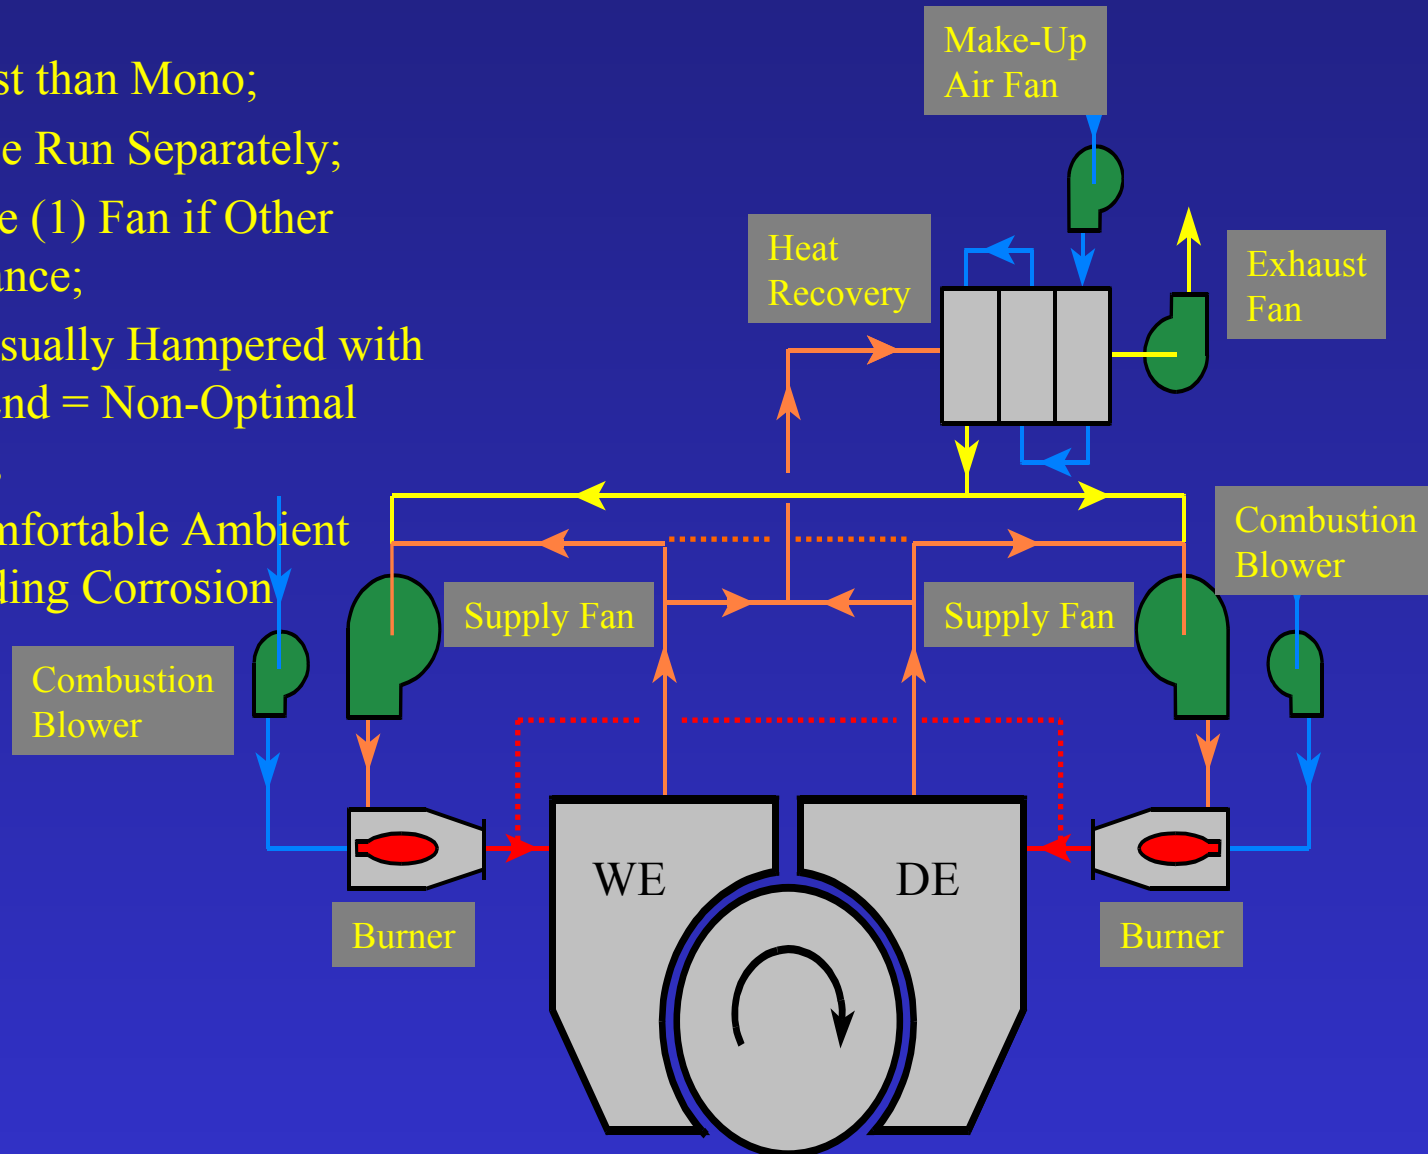 st than Mono;
e Run Separately;
e (1) Fan if Other
ance;
sually Hampered with
end = Non-Optimal
mfortable Ambient
ding Corrosion
Make-Up
Air Fan
Heat
Recovery
Exhaust
Fan
Combustion
Blower
Supply Fan
Supply Fan
Combustion
Blower
WE
DE
Burner
Burner